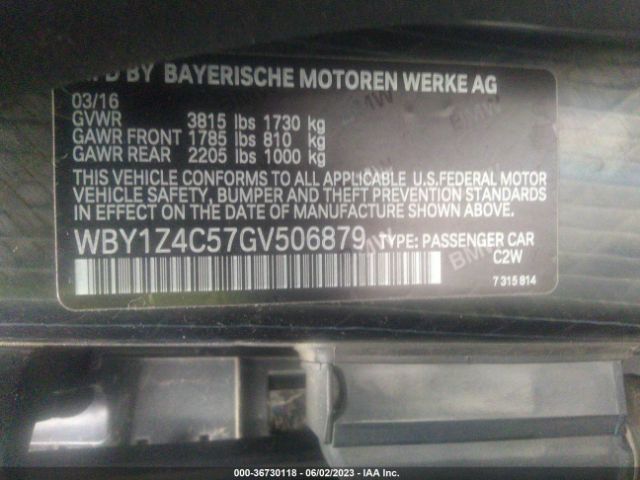 MFD BY BAYERISCHE MOTOREN WERKE AG
03/16
GVWR 3815 lbs 1730 kg
GAWR FRONT 1785 lbs 810 kg
GAWR REAR 2205 lbs 1000 kg
THIS VEHICLE CONFORMS TO ALL APPLICABLE U.S.FEDERAL MOTOR
VEHICLE SAFETY, BUMPER AND THEFT PREVENTION STANDARDS
IN EFFECT ON THE DATE OF MANUFACTURE SHOWN ABOVE.
WBY1Z4C57GV506879 TYPE: PASSENGER CAR
C2W
7 315 814
000-36730118 - 06/02/2023 - IAA Inc.